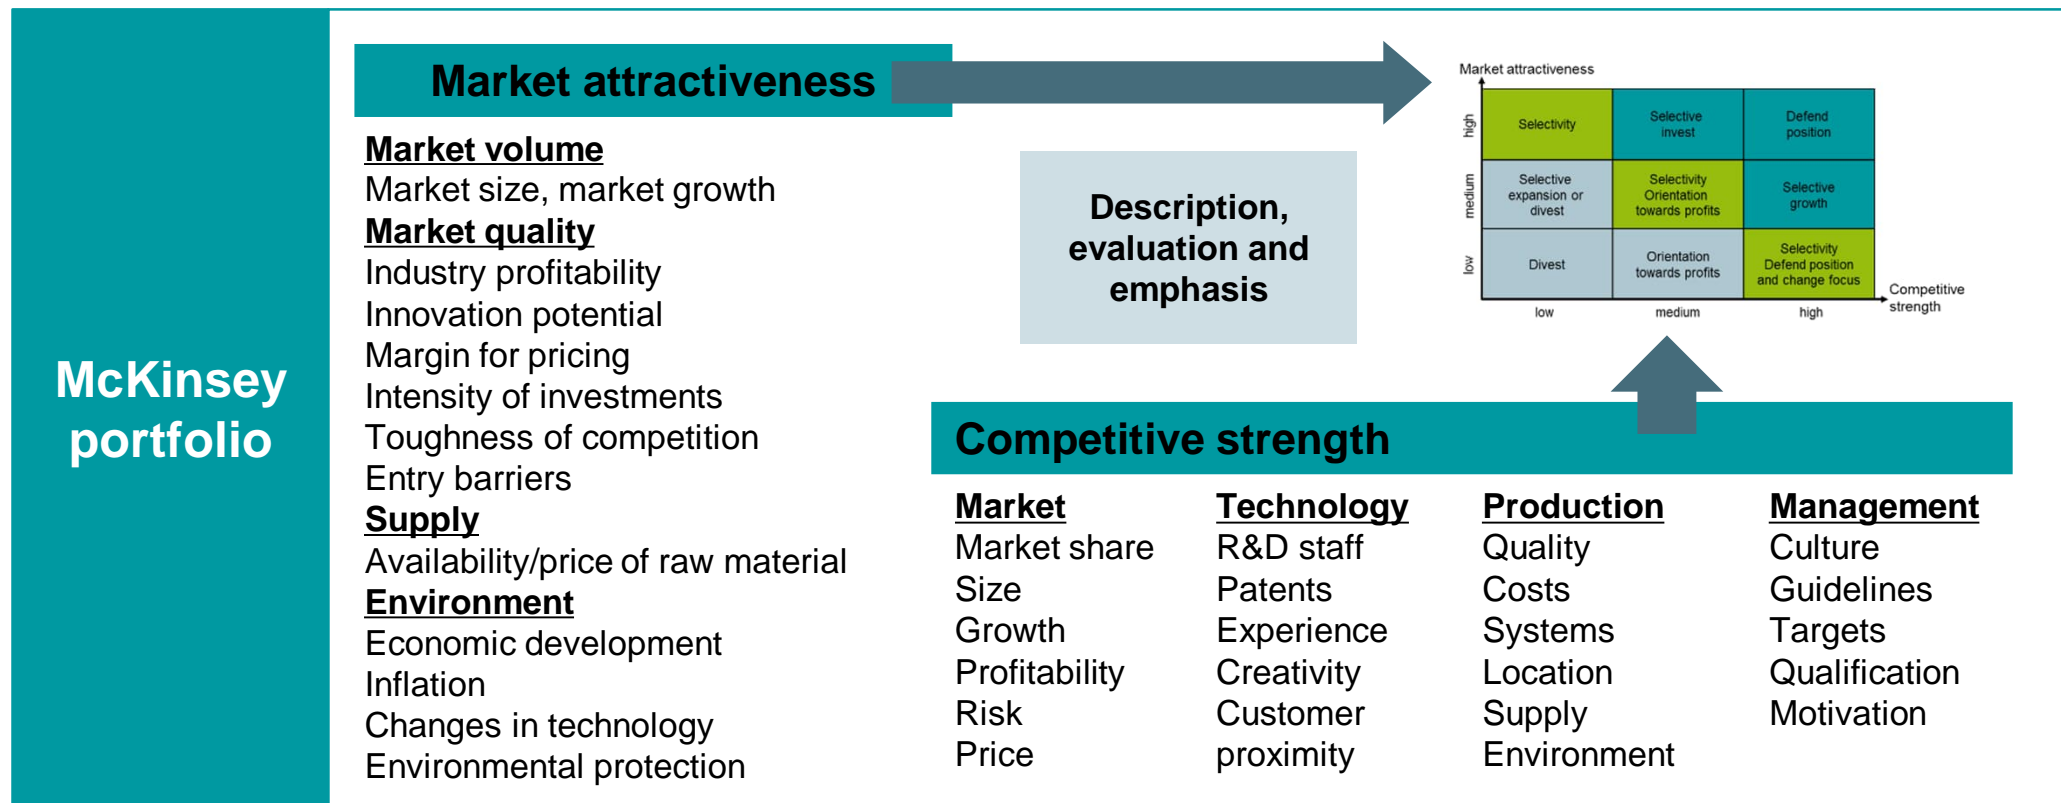 McKinsey
portfolio
Market attractiveness
Market volume
Market size, market growth
Market quality
Industry profitability
Innovation potential
Margin for pricing
Intensity of investments
Toughness of competition
Entry barriers
Supply
Availability/price of raw material
Environment
Economic development
Inflation
Changes in technology
Environmental protection
Description,
evaluation and
emphasis
Market attractiveness
high
Selectivity
Selective
invest
Defend
position
medium
Selective
expansion or
divest
Selectivity
Orientation
towards profits
Selective
growth
low
Divest
Orientation
towards profits
Selectivity
Defend position
and change focus
Competitive
strength
low
medium
high
Competitive strength
Market
Market share
Size
Growth
Profitability
Risk
Price
Technology
R&D staff
Patents
Experience
Creativity
Customer
proximity
Production
Quality
Costs
Systems
Location
Supply
Environment
Management
Culture
Guidelines
Targets
Qualification
Motivation